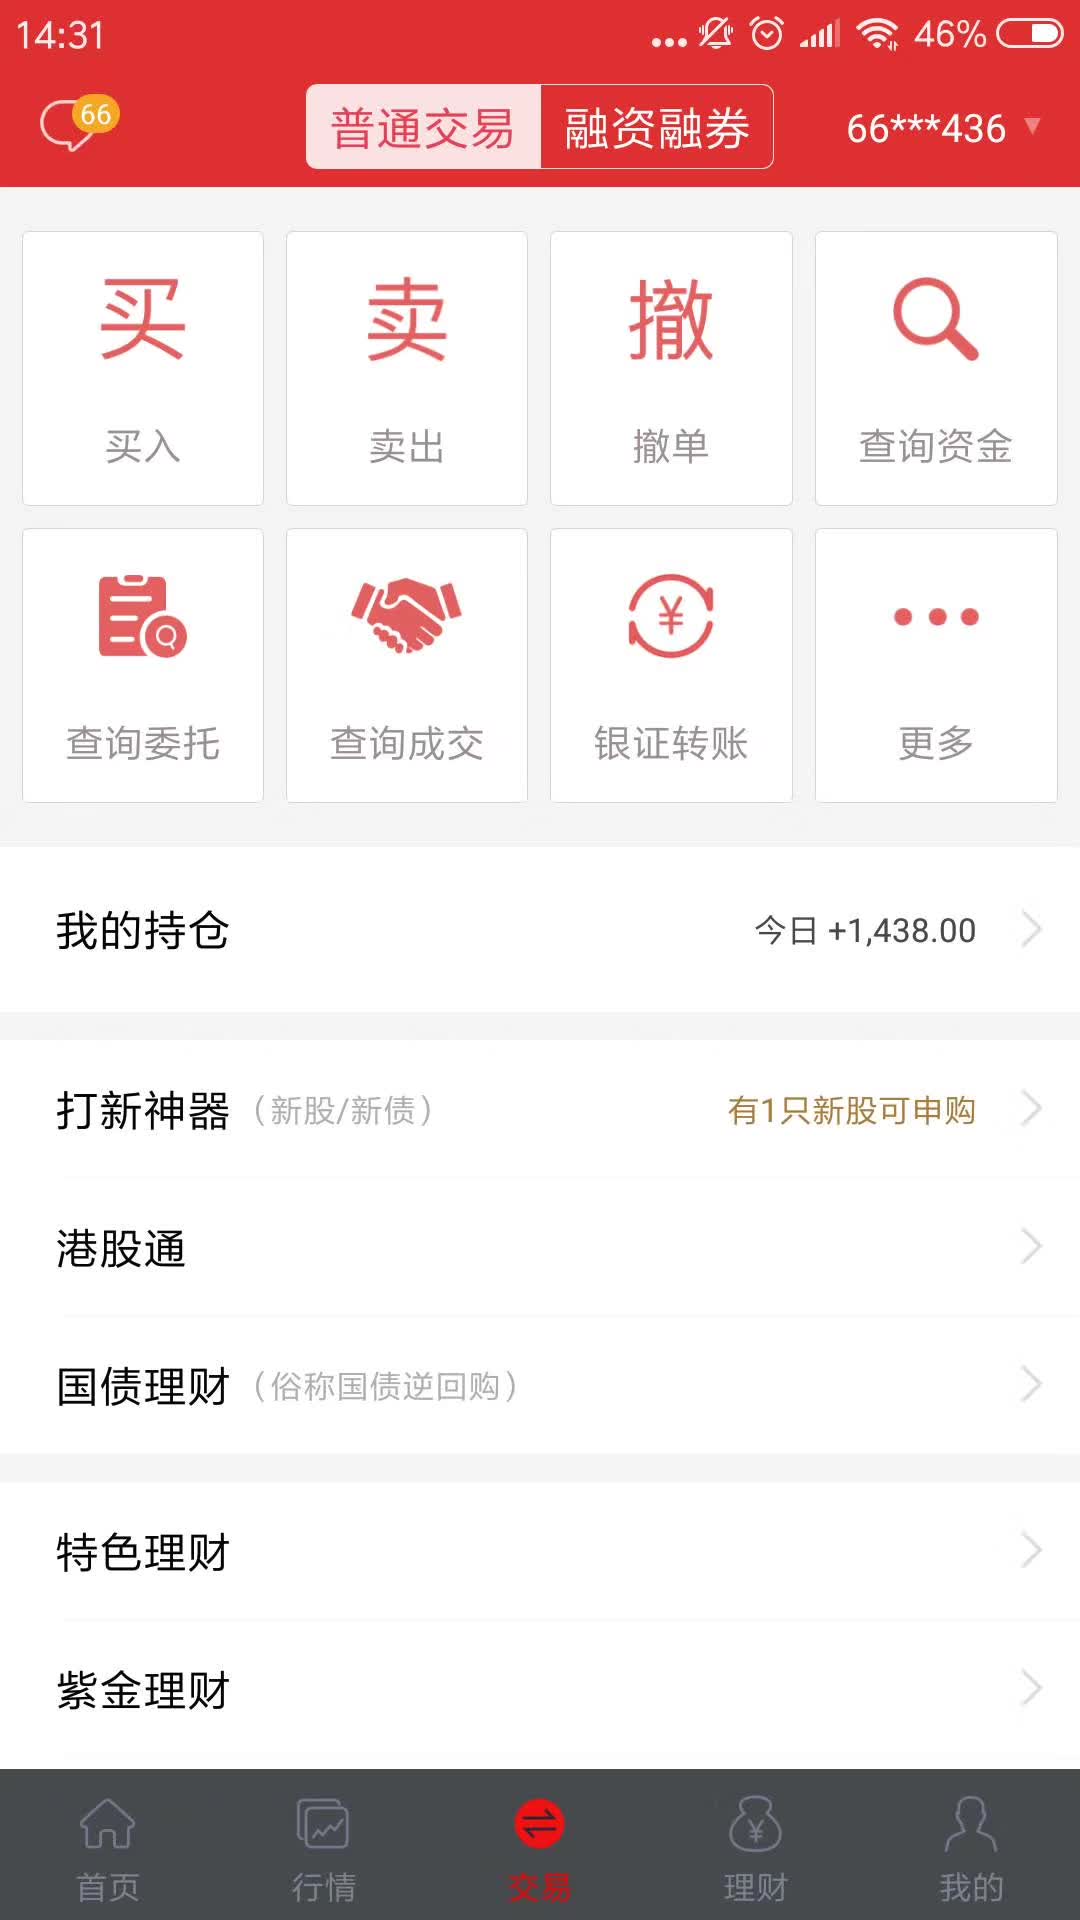 14:31
46%
66
普通交易
融资融券
66***436
买
卖
撤
买入
卖出
撤单
查询资金
¥
查询委托
查询成交
银证转账
更多
我的持仓
今日 +1,438.00
打新神器（新股/新债）
有1只新股可申购
港股通
国债理财（俗称国债逆回购）
特色理财
紫金理财
¥
首页
行情
交易
理财
我的